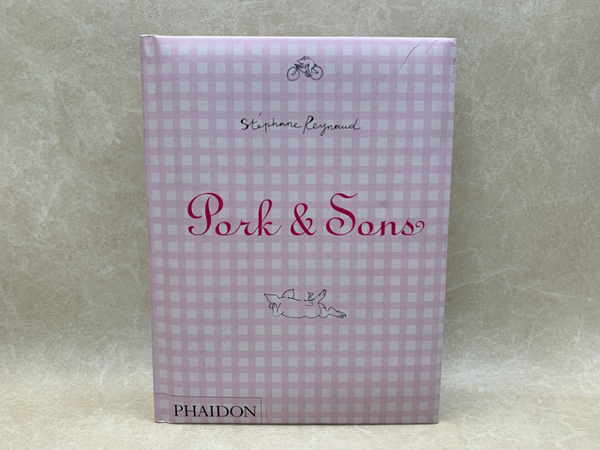 Stéphane Reynaud
Pork & Sons
PHAIDON